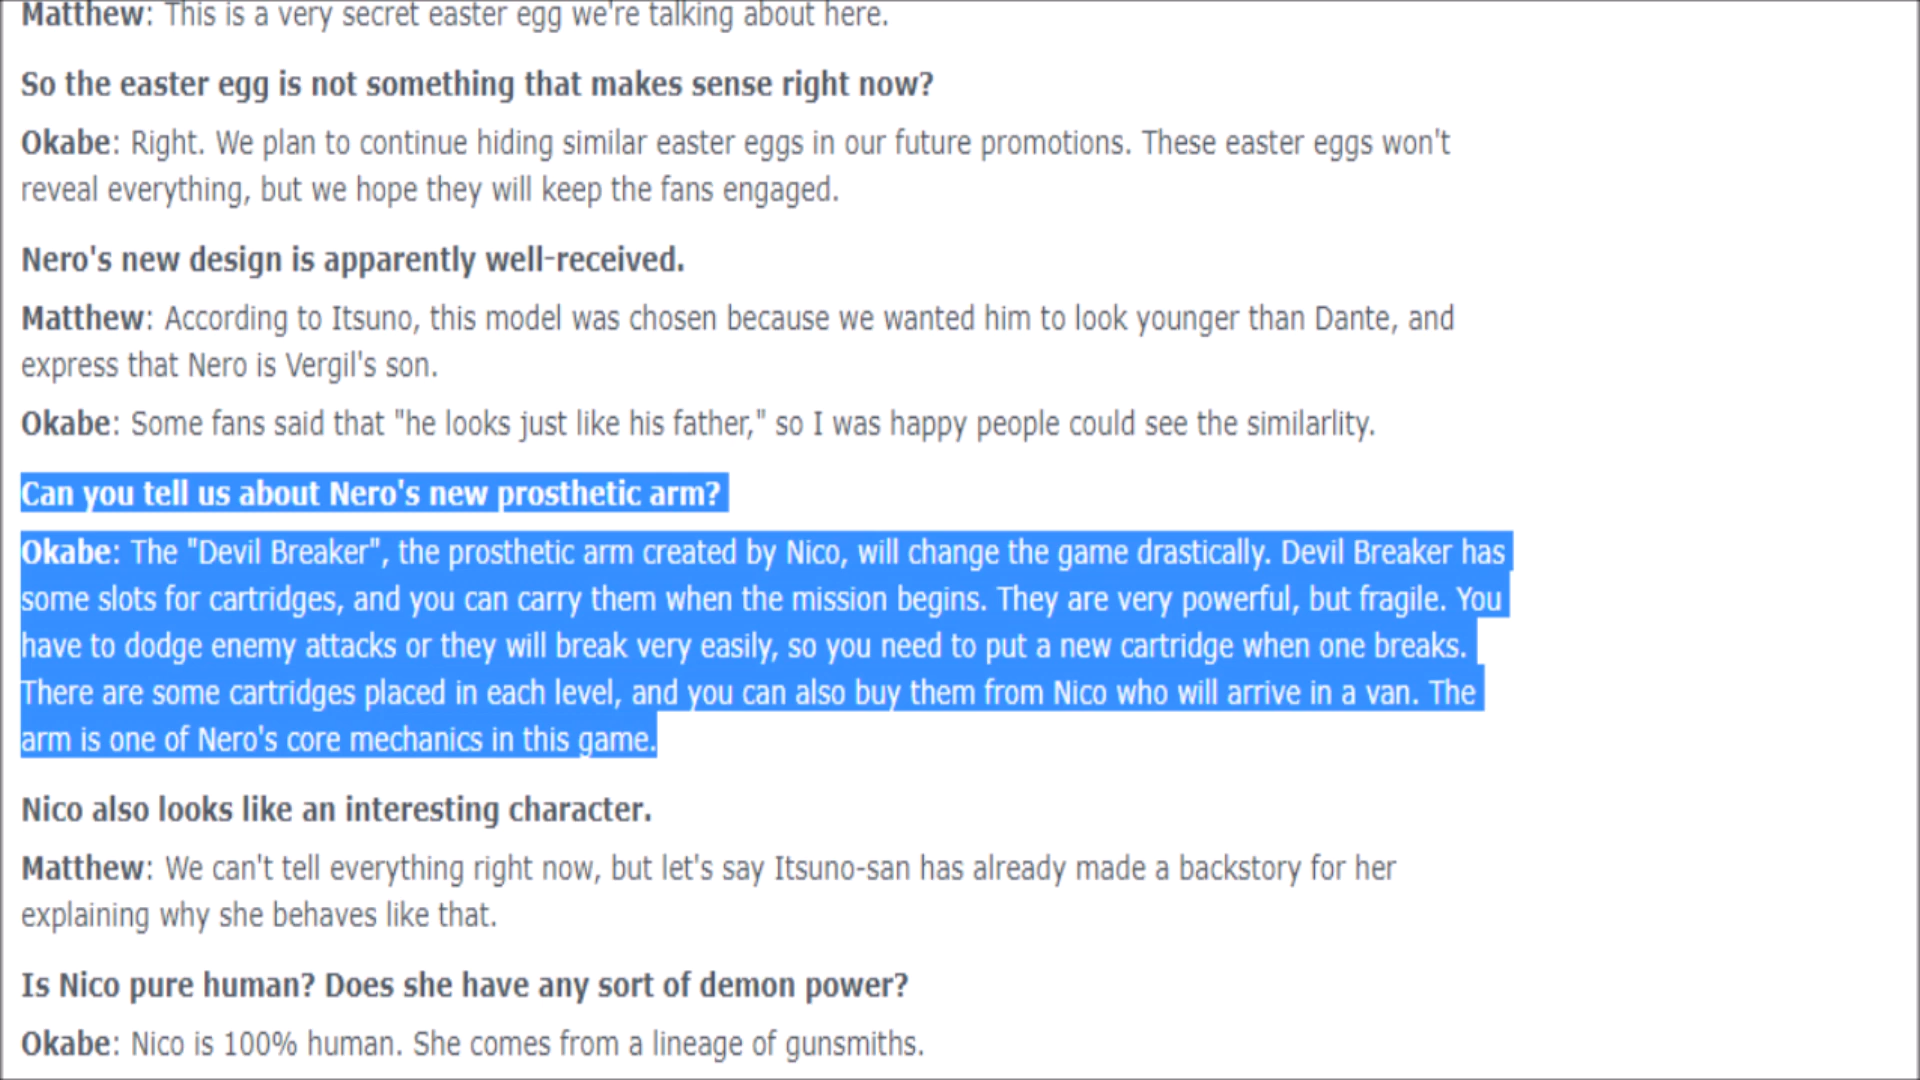 Matthew: This is a very secret easter egg we're talking about here.
So the easter egg is not something that makes sense right now?
Okabe: Right. We plan to continue hiding similar easter eggs in our future promotions. These easter eggs won't
reveal everything, but we hope they will keep the fans engaged.
Nero's new design is apparently well-received.
Matthew: According to Itsuno, this model was chosen because we wanted him to look younger than Dante, and
express that Nero is Vergil's son.
Okabe: Some fans said that "he looks just like his father," so I was happy people could see the similarlity.
Can you tell us about Nero's new prosthetic arm?
Okabe: The "Devil Breaker", the prosthetic arm created by Nico, will change the game drastically. Devil Breaker has
some slots for cartridges, and you can carry them when the mission begins. They are very powerful, but fragile. You
have to dodge enemy attacks or they will break very easily, so you need to put a new cartridge when one breaks.
There are some cartridges placed in each level, and you can also buy them from Nico who will arrive in a van. The
arm is one of Nero's core mechanics in this game.
Nico also looks like an interesting character.
Matthew: We can't tell everything right now, but let's say Itsuno-san has already made a backstory for her
explaining why she behaves like that.
Is Nico pure human? Does she have any sort of demon power?
Okabe: Nico is 100% human. She comes from a lineage of gunsmiths.